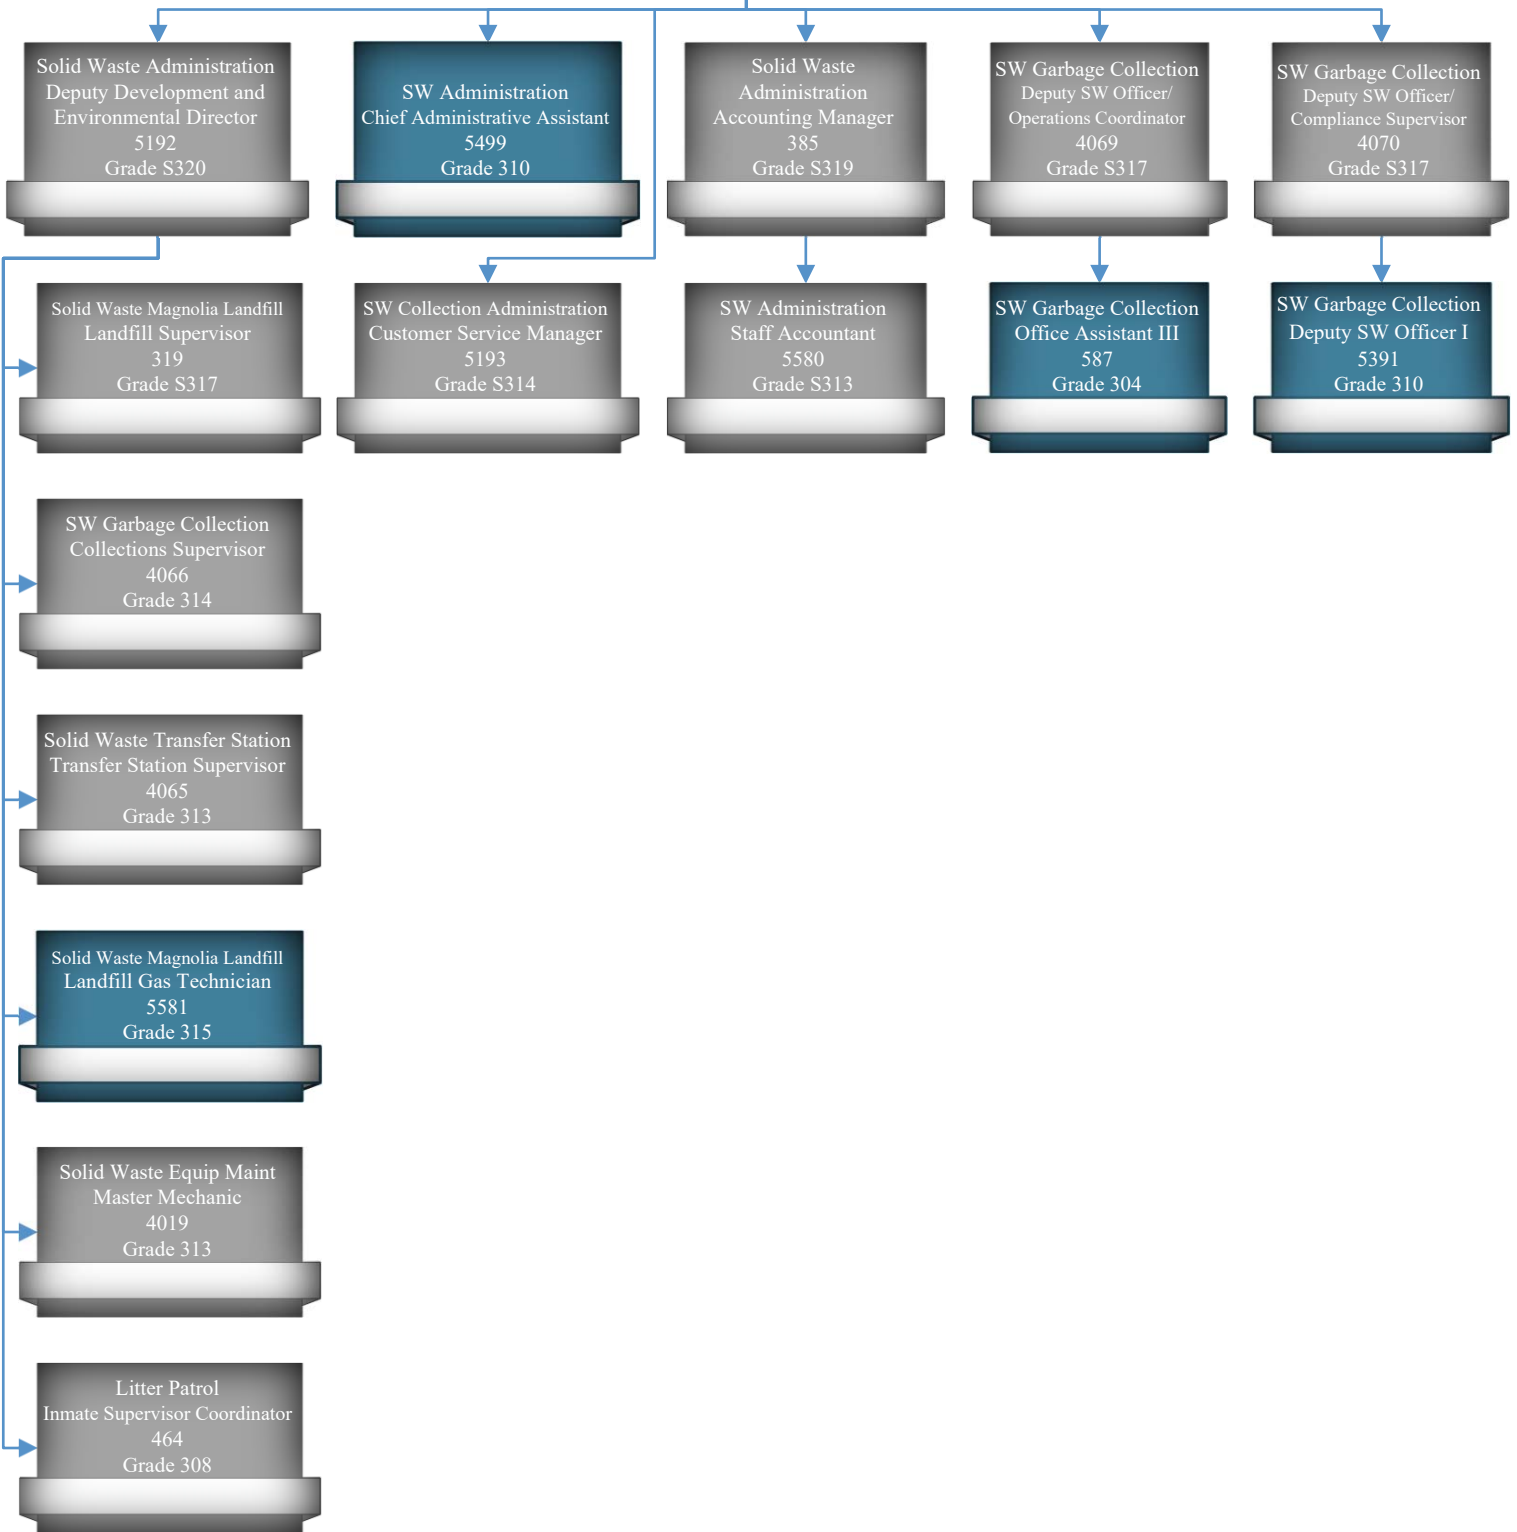 Solid Waste Administration
Deputy Development and
Environmental Director
5192
Grade S320
SW Administration
Chief Administrative Assistant
5499
Grade 310
Solid Waste
Administration
Accounting Manager
385
Grade S319
SW Garbage Collection
Deputy SW Officer/
Operations Coordinator
4069
Grade S317
SW Garbage Collection
Deputy SW Officer/
Compliance Supervisor
4070
Grade S317
Solid Waste Magnolia Landfill
Landfill Supervisor
319
Grade S317
SW Collection Administration
Customer Service Manager
5193
Grade S314
SW Administration
Staff Accountant
5580
Grade S313
SW Garbage Collection
Office Assistant III
587
Grade 304
SW Garbage Collection
Deputy SW Officer I
5391
Grade 310
SW Garbage Collection
Collections Supervisor
4066
Grade 314
Solid Waste Transfer Station
Transfer Station Supervisor
4065
Grade 313
Solid Waste Magnolia Landfill
Landfill Gas Technician
5581
Grade 315
Solid Waste Equip Maint
Master Mechanic
4019
Grade 313
Litter Patrol
Inmate Supervisor Coordinator
464
Grade 308